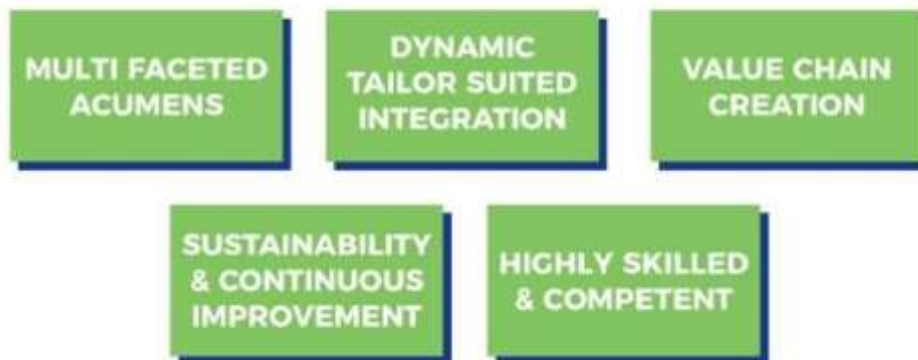 MULTI FACETED
ACUMENS
DYNAMIC
TAILOR SUITED
INTEGRATION
VALUE CHAIN
CREATION
SUSTAINABILITY
& CONTINUOUS
IMPROVEMENT
HIGHLY SKILLED
& COMPETENT